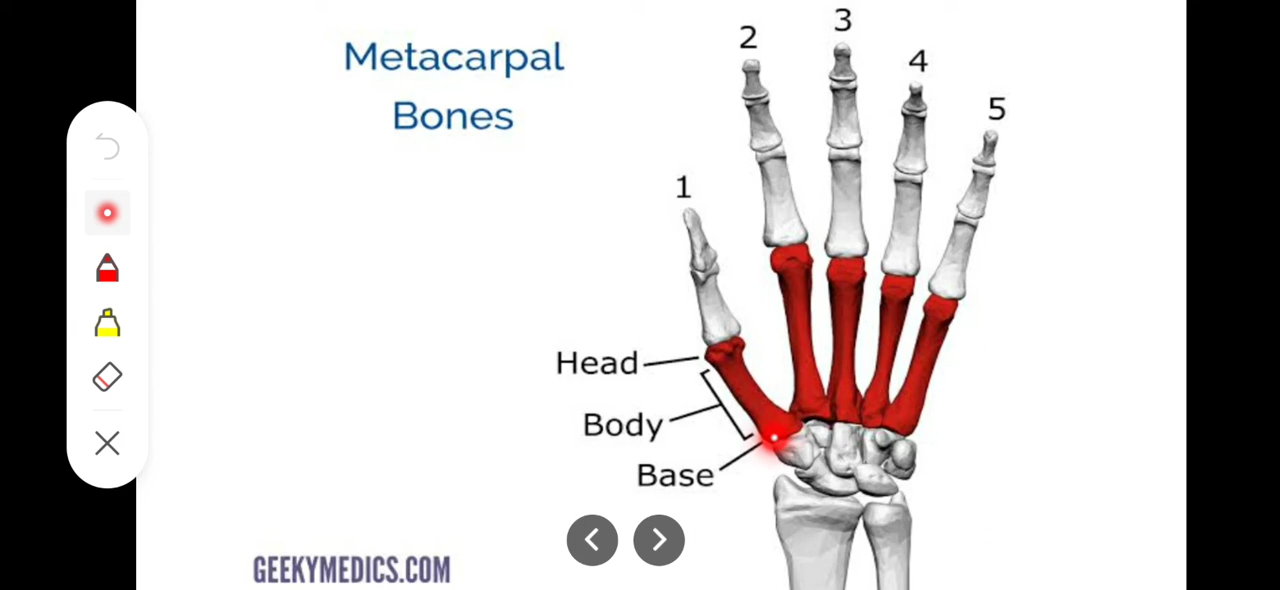 Metacarpal
Bones
3
2
4
5
1
Head
Body
Base
GEEKYMEDICS.COM